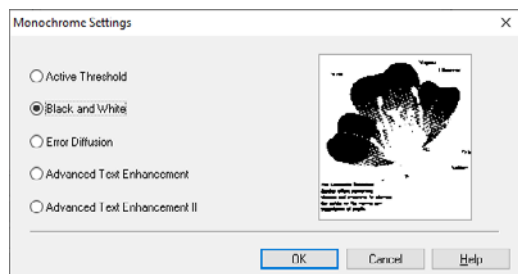 Monochrome Settings
Active Threshold
Black and White
Error Diffusion
Advanced Text Enhancement
Advanced Text Enhancement II
OK Cancel Help